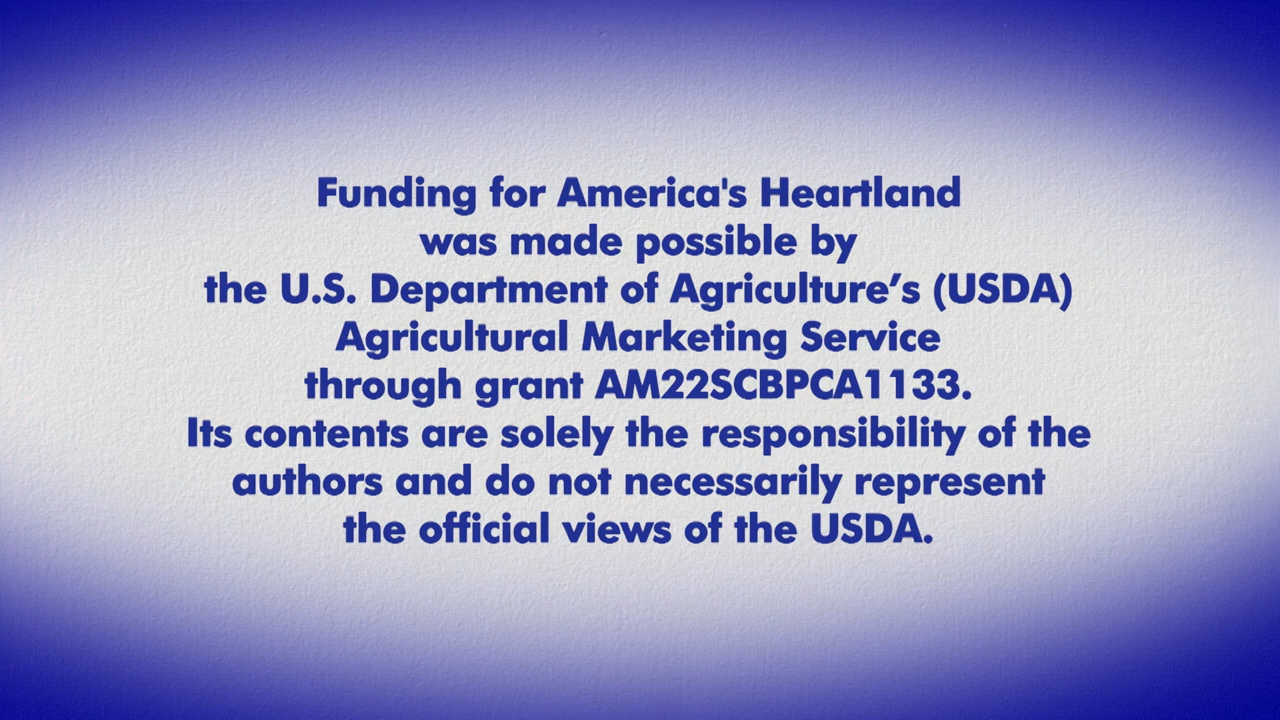 Funding for America's Heartland
was made possible by
the U.S. Department of Agriculture’s (USDA)
Agricultural Marketing Service
through grant AM22SCBPCA1133.
Its contents are solely the responsibility of the
authors and do not necessarily represent
the official views of the USDA.